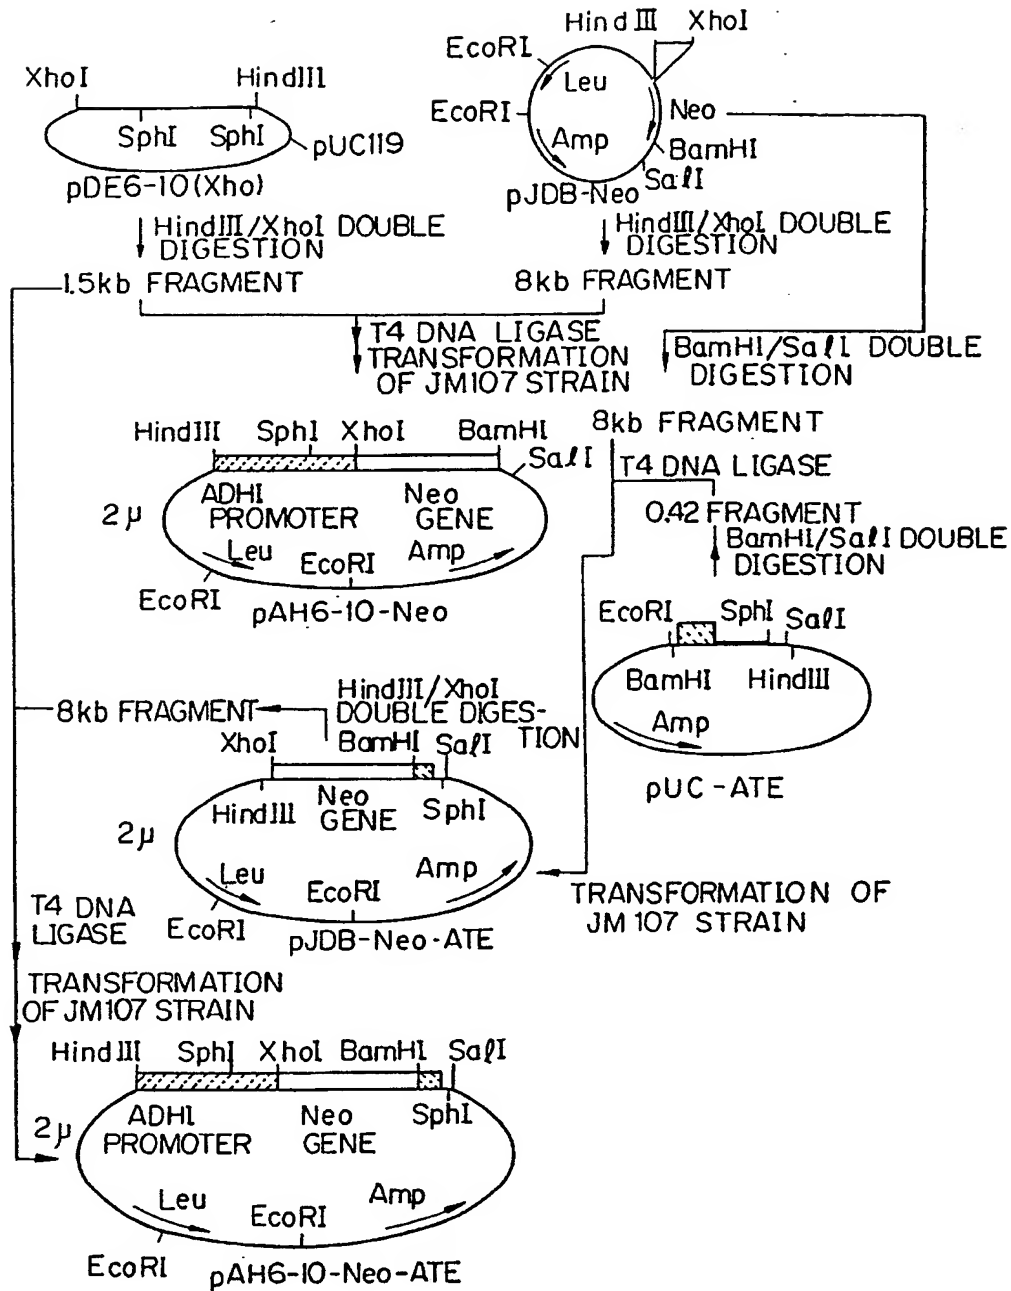 HindIII XhoI
EcoRI
Leu
EcoRI
Neo
Amp
BamHI
SalI
pJDB-Neo
XhoI HindIII
SphI SphI
pUC119
pDE6-10(Xho)
HindIII/XhoI DOUBLE
DIGESTION
HindIII/XhoI DOUBLE
DIGESTION
1.5kb FRAGMENT
8kb FRAGMENT
T4 DNA LIGASE
TRANSFORMATION
OF JM107 STRAIN
BamHI/SalI DOUBLE
DIGESTION
8kb FRAGMENT
T4 DNA LIGASE
0.42 FRAGMENT
BamHI/SalI DOUBLE
DIGESTION
HindIII SphI XhoI BamHI
SalI
2μ
ADHI
PROMOTER
Neo
GENE
Leu
EcoRI
Amp
EcoRI
pAH6-10-Neo
EcoRI SphI SalI
BamHI HindIII
Amp
pUC-ATE
HindIII/XhoI
DOUBLE DIGES-
TION
8kb FRAGMENT
XhoI BamHI SalI
HindIII
Neo
GENE
SphI
2μ
Leu
EcoRI
Amp
EcoRI
pJDB-Neo-ATE
TRANSFORMATION OF
JM107 STRAIN
T4 DNA
LIGASE
TRANSFORMATION
OF JM107 STRAIN
HindIII SphI XhoI BamHI SalI
2μ
ADHI
PROMOTER
Neo
GENE
SphI
Leu
EcoRI
Amp
EcoRI
pAH6-10-Neo-ATE